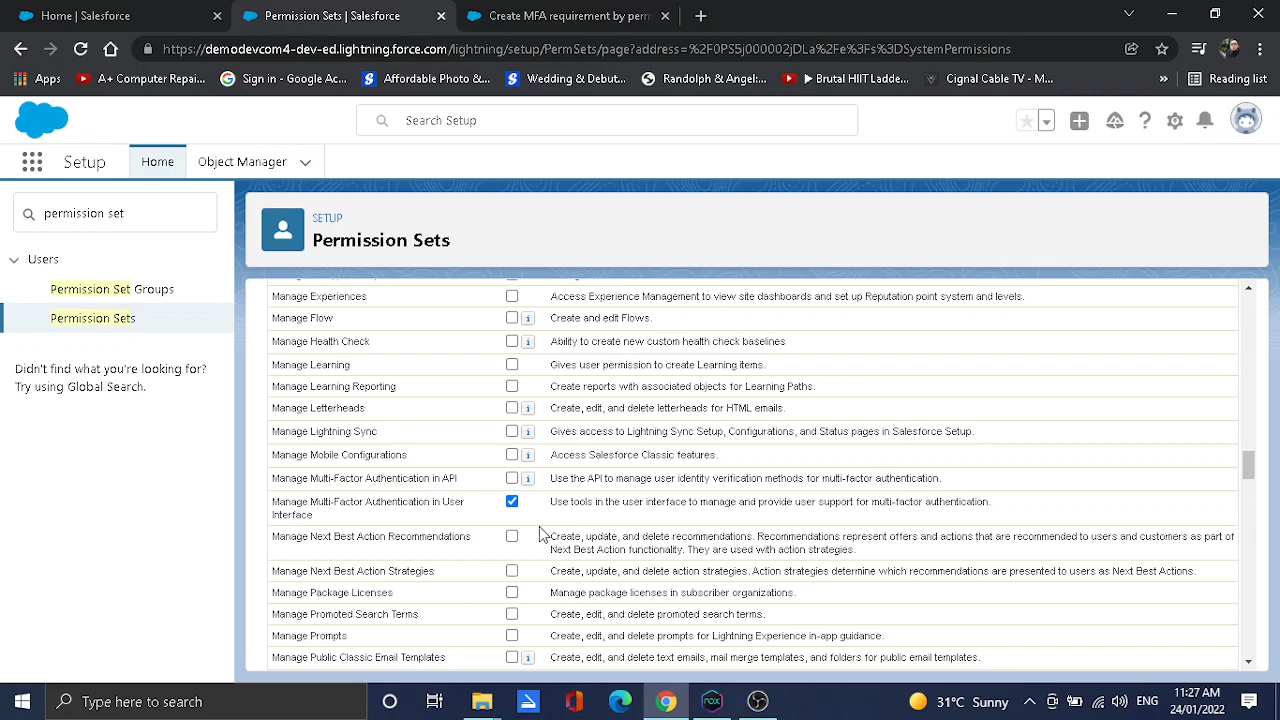 Home | Salesforce
Permission Sets | Salesforce
Create MFA requirement by perm
https://demodevcom4-dev-ed.lightning.force.com/lightning/setup/PermSets/page?address=%2F0PS5j000002jDLa%2Fe%3Fs%3DSystemPermissions
Apps
A+ Computer Repai...
Sign in - Google Ac...
Affordable Photo &...
Wedding & Debut...
Randolph & Angel...
Brutal HIIT Ladde...
Cignal Cable TV - M...
»
Reading list
Search Setup
Setup
Home
Object Manager
permission set
Users
Permission Set Groups
Permission Sets
Didn't find what you're looking for?
Try using Global Search.
SETUP
Permission Sets
Manage Experiences Access Experience Management to view site dashboards and set up Reputation point system and levels.
Manage Flow i Create and edit Flows.
Manage Health Check i Ability to create new custom health check baselines
Manage Learning Gives user permission to create Learning items.
Manage Learning Reporting Create reports with associated objects for Learning Paths.
Manage Letterheads i Create, edit, and delete letterheads for HTML emails.
Manage Lightning Sync i Gives access to Lightning Sync Setup, Configurations, and Status pages in Salesforce Setup.
Manage Mobile Configurations i Access Salesforce Classic features.
Manage Multi-Factor Authentication in API i Use the API to manage user identity verification methods for multi-factor authentication.
Manage Multi-Factor Authentication in User Use tools in the user interface to manage and provide user support for multi-factor authentication.
Interface
Manage Next Best Action Recommendations Create, update, and delete recommendations. Recommendations represent offers and actions that are recommended to users and customers as part of
Next Best Action functionality. They are used with action strategies.
Manage Next Best Action Strategies Create, update, and delete action strategies. Action strategies determine which recommendations are presented to users as Next Best Actions.
Manage Package Licenses Manage package licenses in subscriber organizations.
Manage Promoted Search Terms Create, edit, and delete promoted search terms.
Manage Prompts Create, edit, and delete prompts for Lightning Experience in-app guidance.
Manage Public Classic Email Templates i Create, edit, and delete text emails, mail merge templates, and folders for public email templates.
Type here to search
31°C Sunny
ENG
11:27 AM
24/01/2022